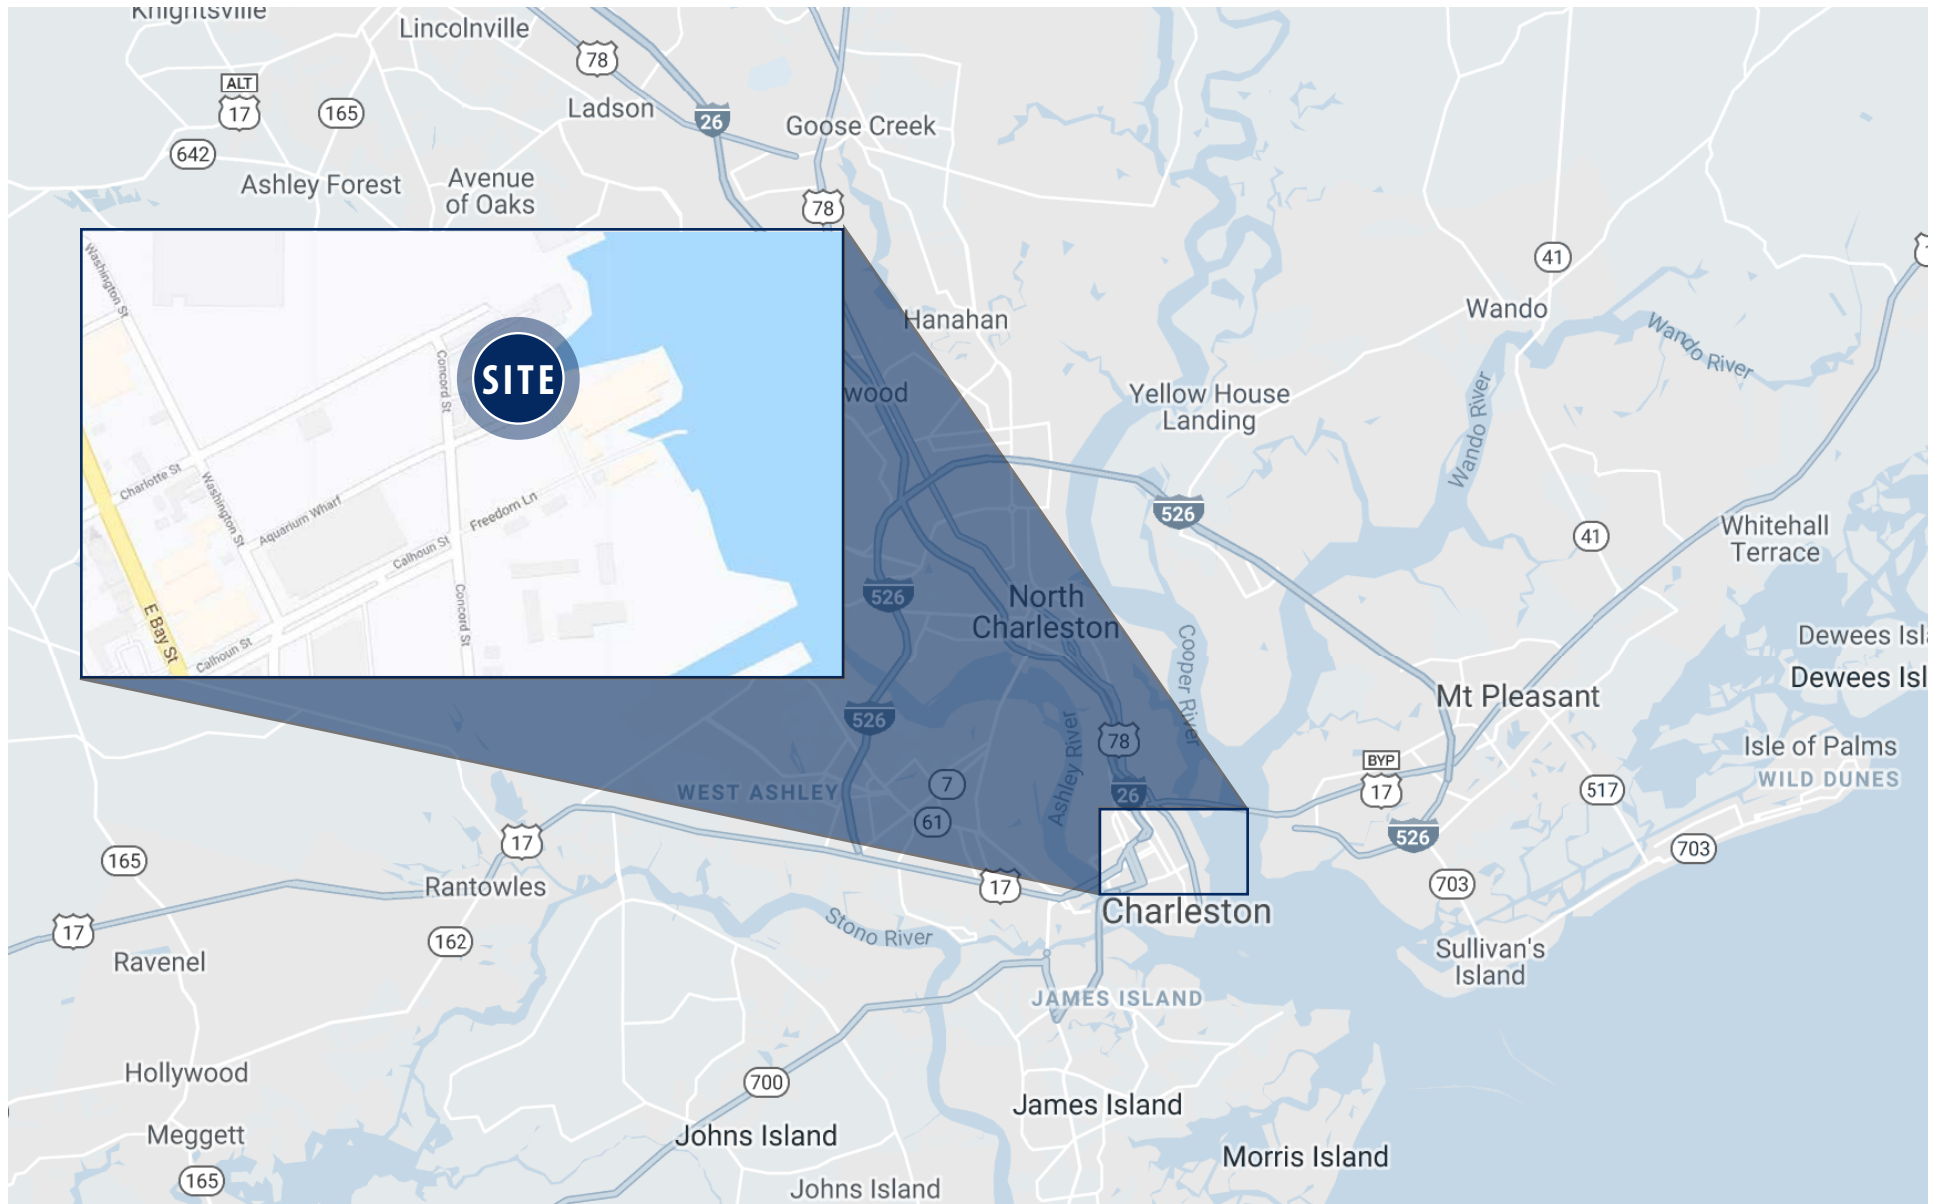 Knightsville
Lincolnville
78
ALT
17
165
Ladson
26
Goose Creek
642
Ashley Forest
Avenue
of Oaks
78
41
Wando
Wando River
Washington St
Hanahan
SITE
Concord St
wood
Yellow House
Landing
Wando River
Charlotte St
Washington St
Aquarium Wharf
Freedom Ln
Calhoun St
526
41
Whitehall
Terrace
526
North
Charleston
Concord St
E Bay St
Calhoun St
Cooper River
Dewees Isl
Dewees Isl
Mt Pleasant
526
Ashley River
78
Isle of Palms
WILD DUNES
BYP
17
517
WEST ASHLEY
7
26
61
526
703
17
165
Rantowles
17
703
Charleston
17
162
Stono River
Ravenel
Sullivan's
Island
JAMES ISLAND
Hollywood
700
James Island
Meggett
Johns Island
Morris Island
165
Johns Island